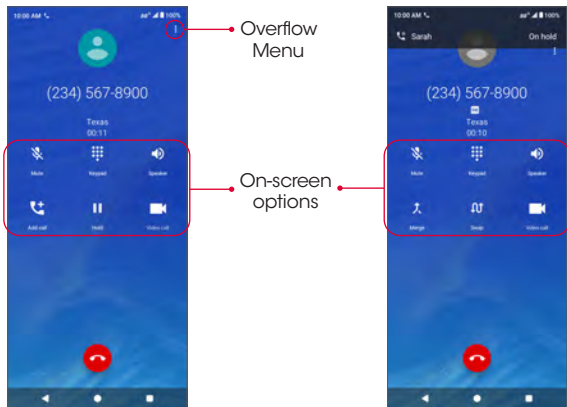 10:00 AM
100%
Overflow
Menu
(234) 567-8900
Texas
00:11
Mute Keypad Speaker
Add call Hold Video call
On-screen
options
10:00 AM
100%
Sarah On hold
(234) 567-8900
Texas
00:10
Mute Keypad Speaker
Merge Swap Video call